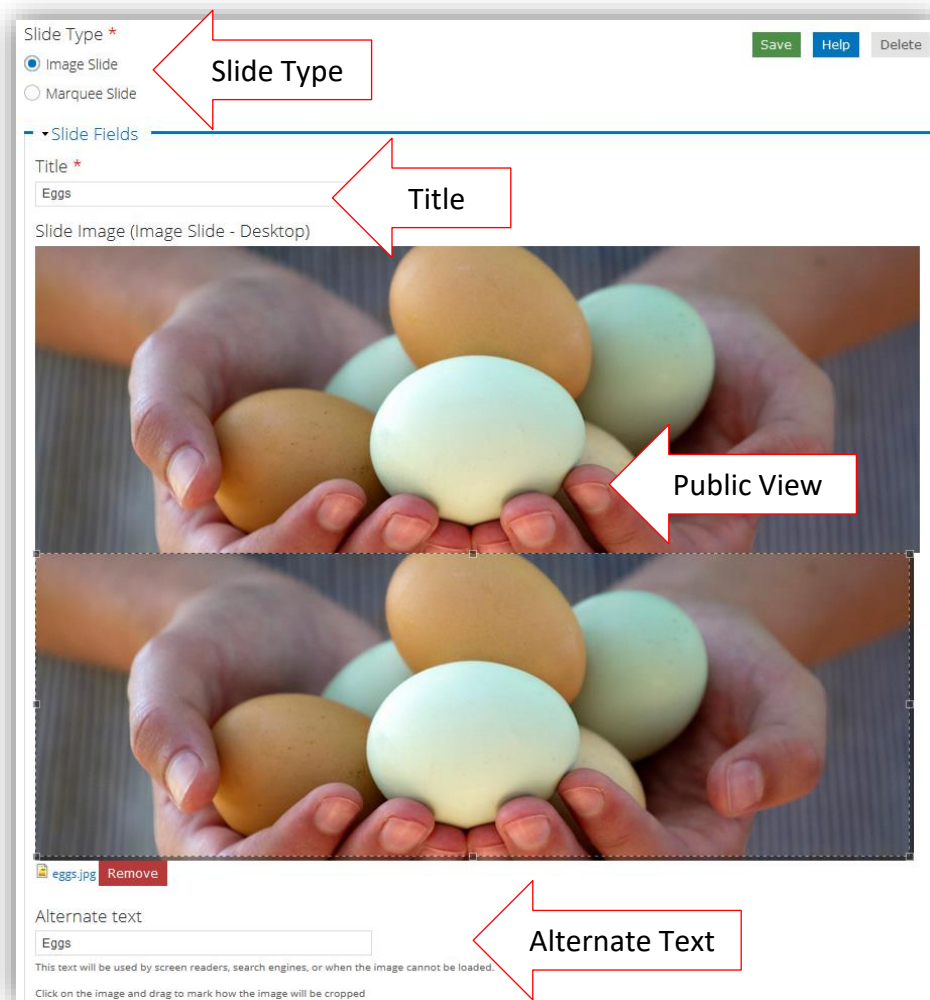 Slide Type *
Save Help Delete
Image Slide
Slide Type
Marquee Slide
Slide Fields
Title *
Eggs
Title
Slide Image (Image Slide - Desktop)
Public View
eggs.jpg Remove
Alternate text
Eggs
Alternate Text
This text will be used by screen readers, search engines, or when the image cannot be loaded.
Click on the image and drag to mark how the image will be cropped